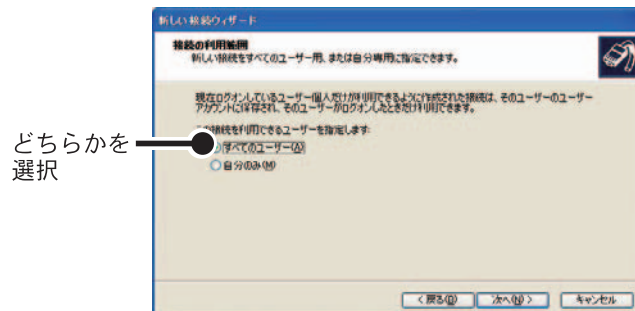 新しい接続ウィザード
接続の利用範囲
新しい接続をすべてのユーザー用、または自分専用に指定できます。
現在ログオンしているユーザー個人だけが利用できるように作成された接続は、そのユーザーのユーザー
アカウントに保存され、そのユーザーがログオンしたときだけ利用できます。
この接続を利用できるユーザーを指定します:
どちらかを
選択
すべてのユーザー(A)
自分のみ(M)
< 戻る(B)
次へ(N) >
キャンセル